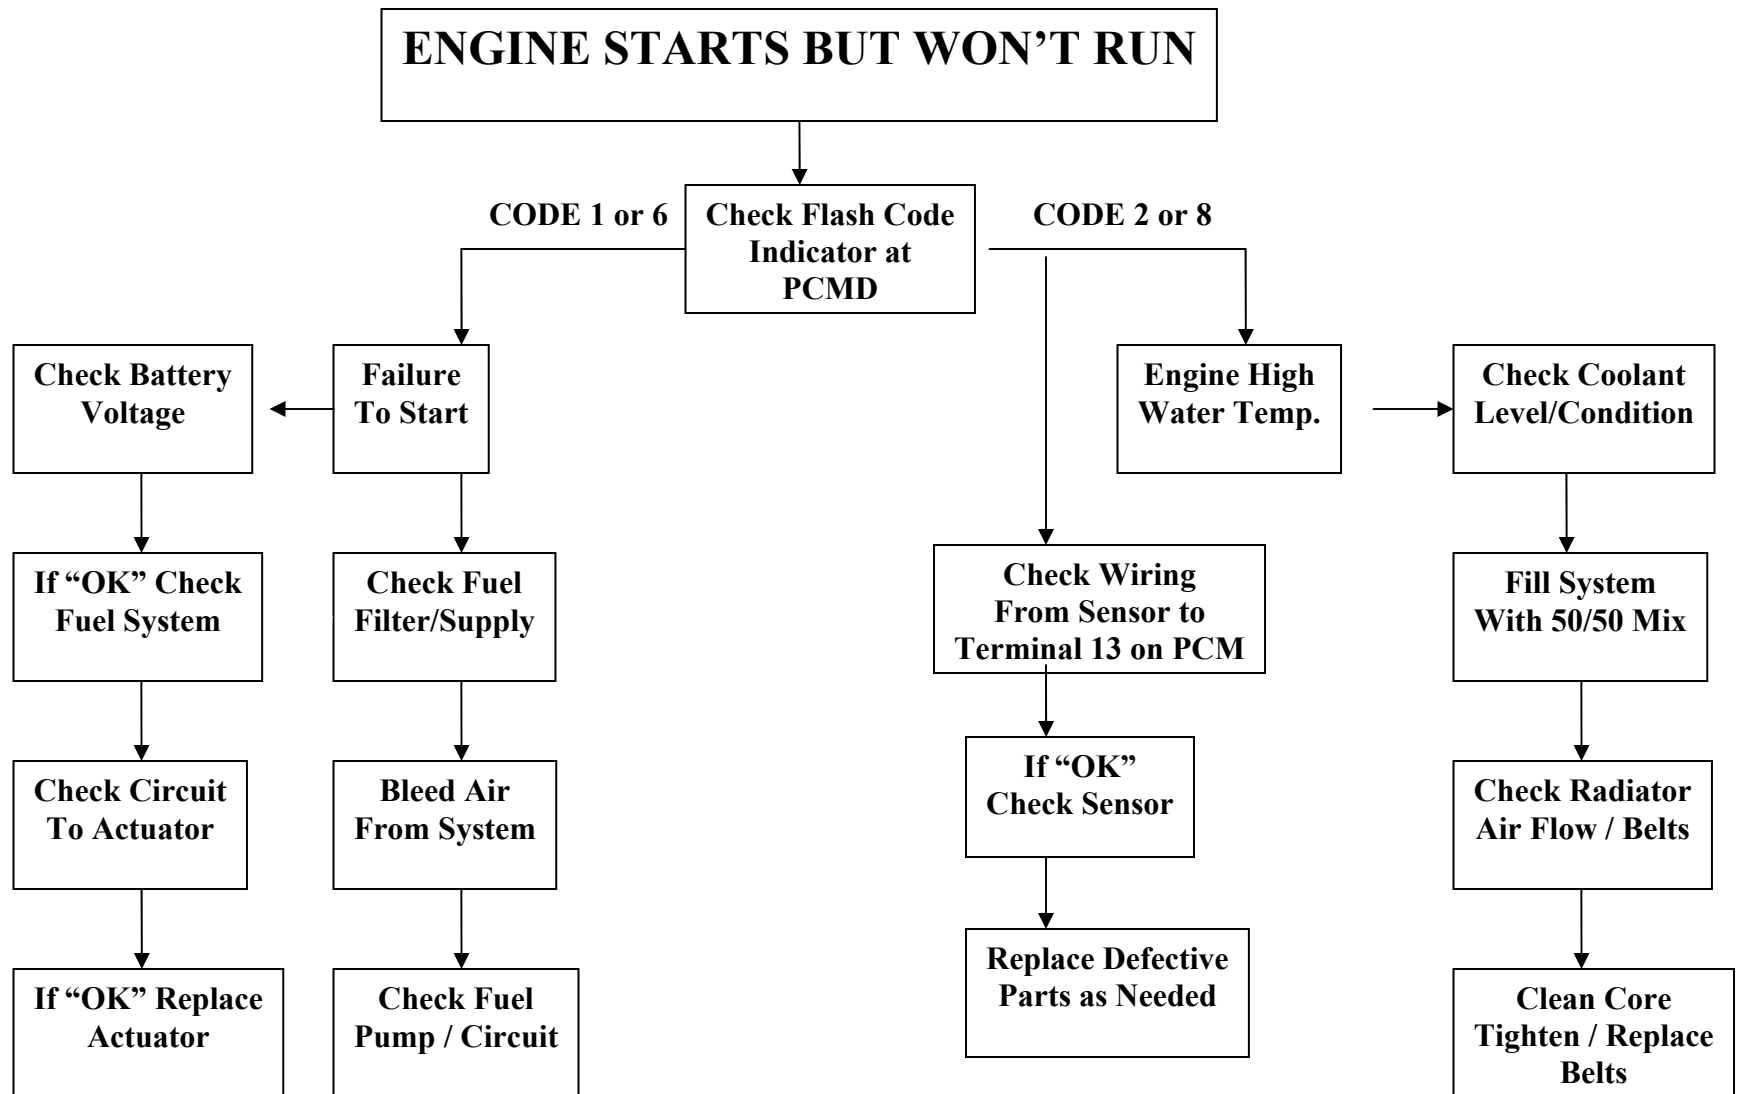 ENGINE STARTS BUT WON’T RUN
CODE 1 or 6
Check Flash Code
Indicator at
PCMD
CODE 2 or 8
Check Battery
Voltage
Failure
To Start
Engine High
Water Temp.
Check Coolant
Level/Condition
If “OK” Check
Fuel System
Check Fuel
Filter/Supply
Check Wiring
From Sensor to
Terminal 13 on PCM
Fill System
With 50/50 Mix
Check Circuit
To Actuator
Bleed Air
From System
If “OK”
Check Sensor
Check Radiator
Air Flow / Belts
If “OK” Replace
Actuator
Check Fuel
Pump / Circuit
Replace Defective
Parts as Needed
Clean Core
Tighten / Replace
Belts